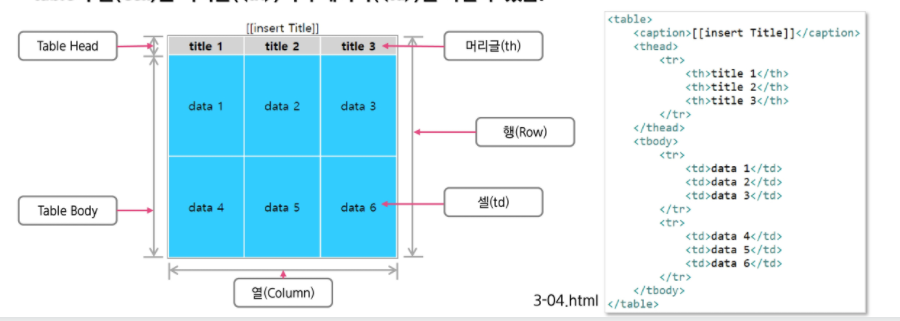 [[insert Title]]
Table Head
title 1 title 2 title 3
머리글(th)
data 1 data 2 data 3
행(Row)
Table Body
data 4 data 5 data 6
셀(td)
열(Column)
3-04.html
<table>
<caption>[[insert Title]]</caption>
<thead>
<tr>
<th>title 1</th>
<th>title 2</th>
<th>title 3</th>
</tr>
</thead>
<tbody>
<tr>
<td>data 1</td>
<td>data 2</td>
<td>data 3</td>
</tr>
<tr>
<td>data 4</td>
<td>data 5</td>
<td>data 6</td>
</tr>
</tbody>
</table>